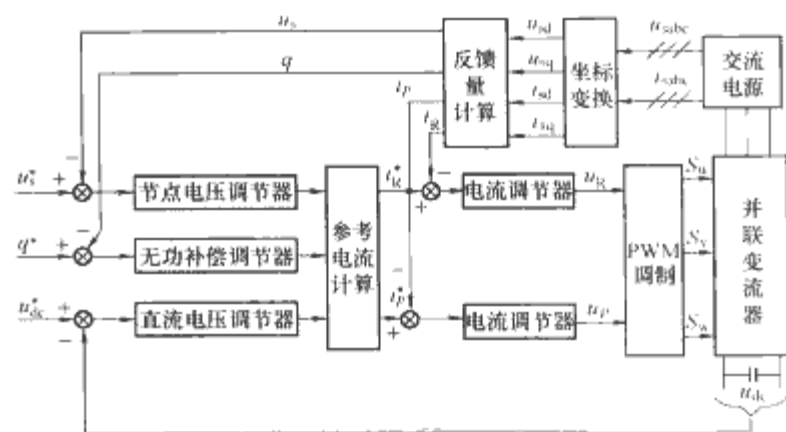 u_s
q
i_p
i_g
反馈
量
计算
u_sd
u_sq
i_sd
i_sq
坐标
变换
u_sabc
i_sabc
交流
电源
u_s*
+
−
节点电压调节器
q*
+
−
无功补偿调节器
u_dc*
+
−
直流电压调节器
参考
电流
计算
i_g*
−
+
电流调节器
u_g
i_p*
−
+
电流调节器
u_p
PWM
调制
S_u
S_v
S_w
并
联
变
流
器
u_dc